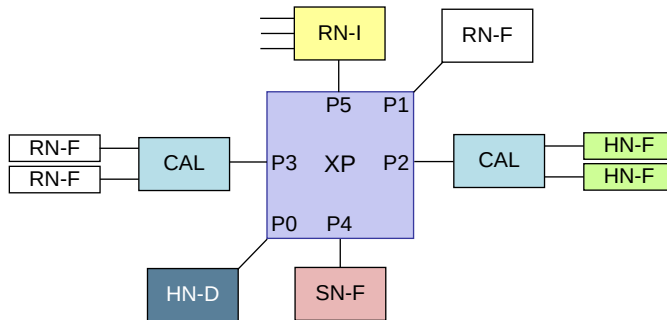 RN-I
RN-F
P5 P1
RN-F
RN-F
CAL
P3 XP P2
CAL
HN-F
HN-F
P0 P4
HN-D
SN-F